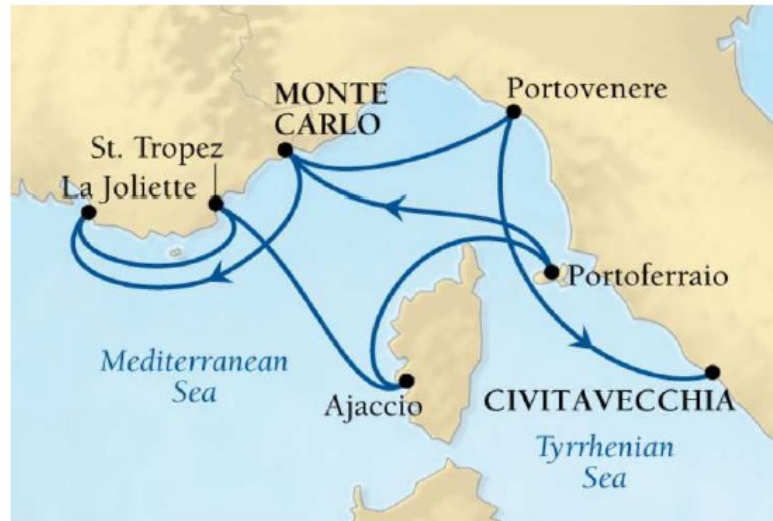 MONTE
CARLO
Portovenere
St. Tropez
La Joliette
Portoferraio
Mediterranean
Sea
Ajaccio
CIVITAVECCHIA
Tyrrhenian
Sea